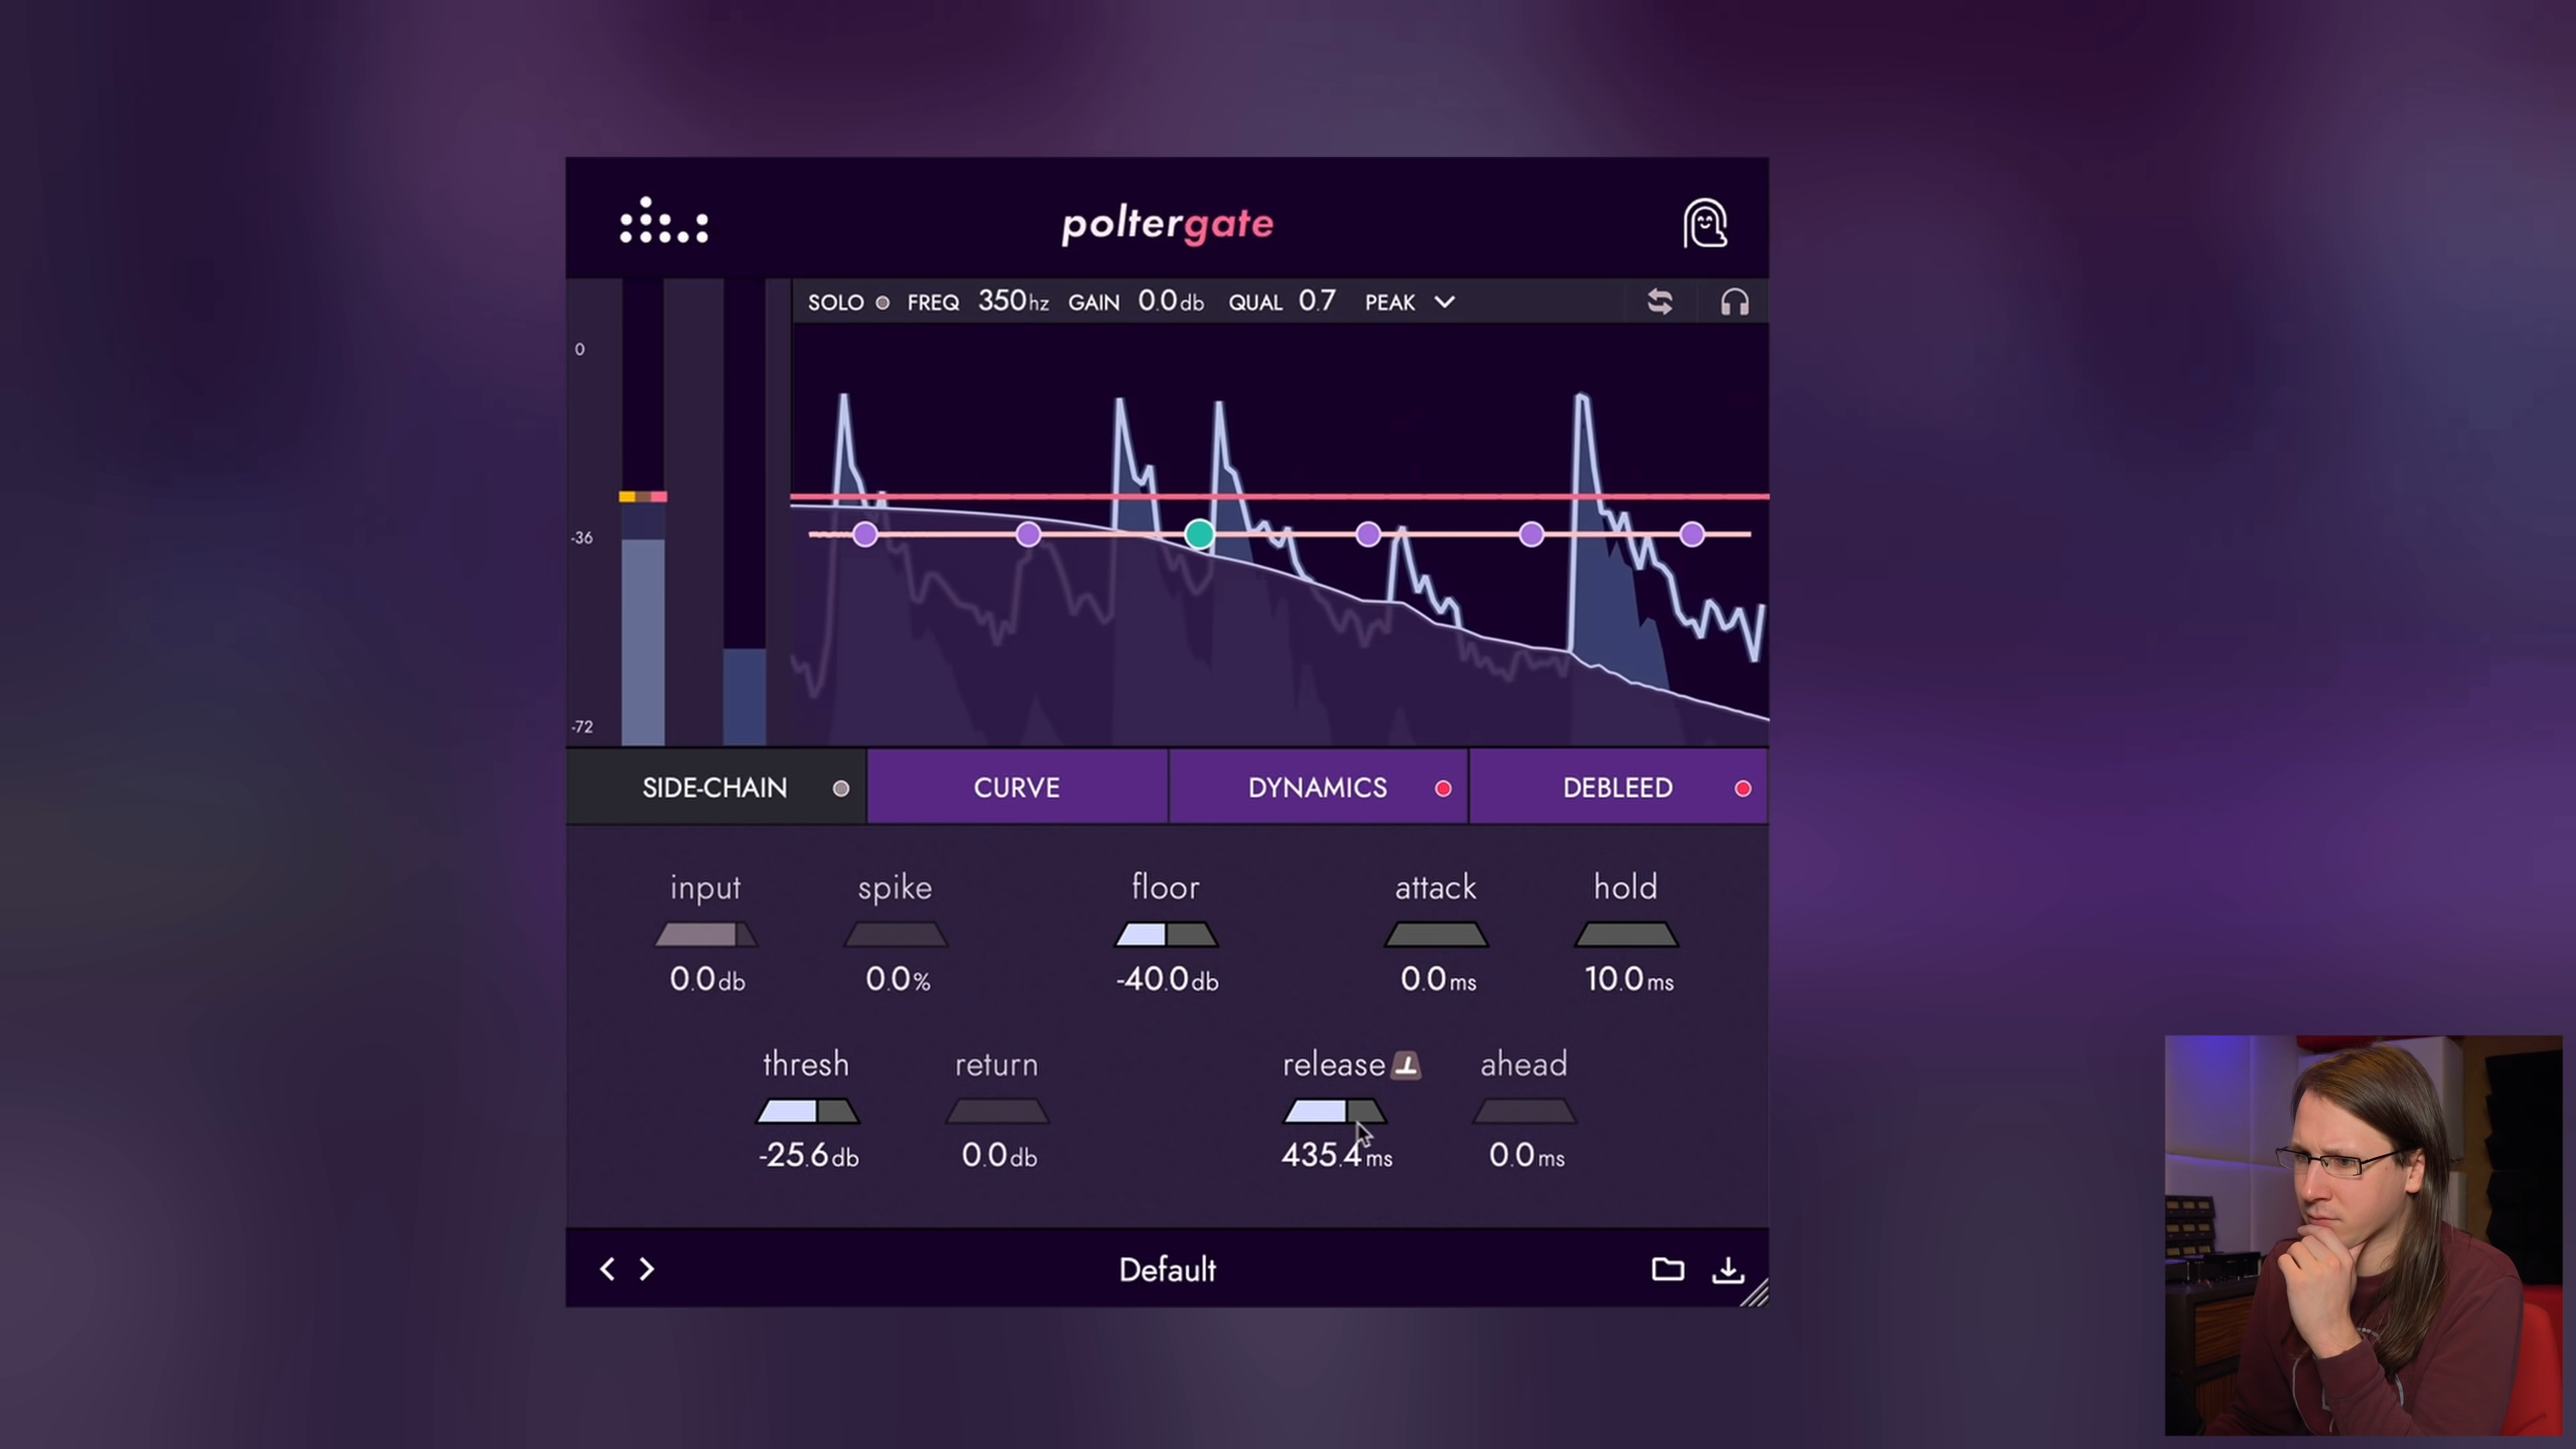 poltergate
SOLO FREQ 350hz GAIN 0.0db QUAL 0.7 PEAK
0
-36
-72
SIDE-CHAIN CURVE DYNAMICS DEBLEED
input spike floor attack hold
0.0db 0.0% -40.0db 0.0ms 10.0ms
thresh return release ahead
-25.6db 0.0db 435.4ms 0.0ms
Default